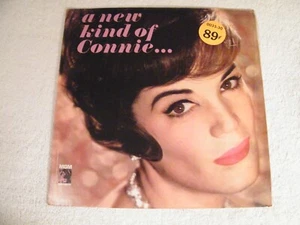 a new
kind of
Connie...
89¢